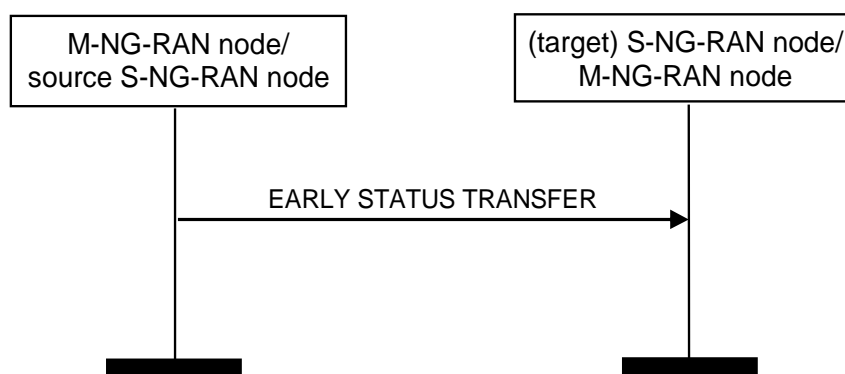 M-NG-RAN node/
source S-NG-RAN node
(target) S-NG-RAN node/
M-NG-RAN node
EARLY STATUS TRANSFER